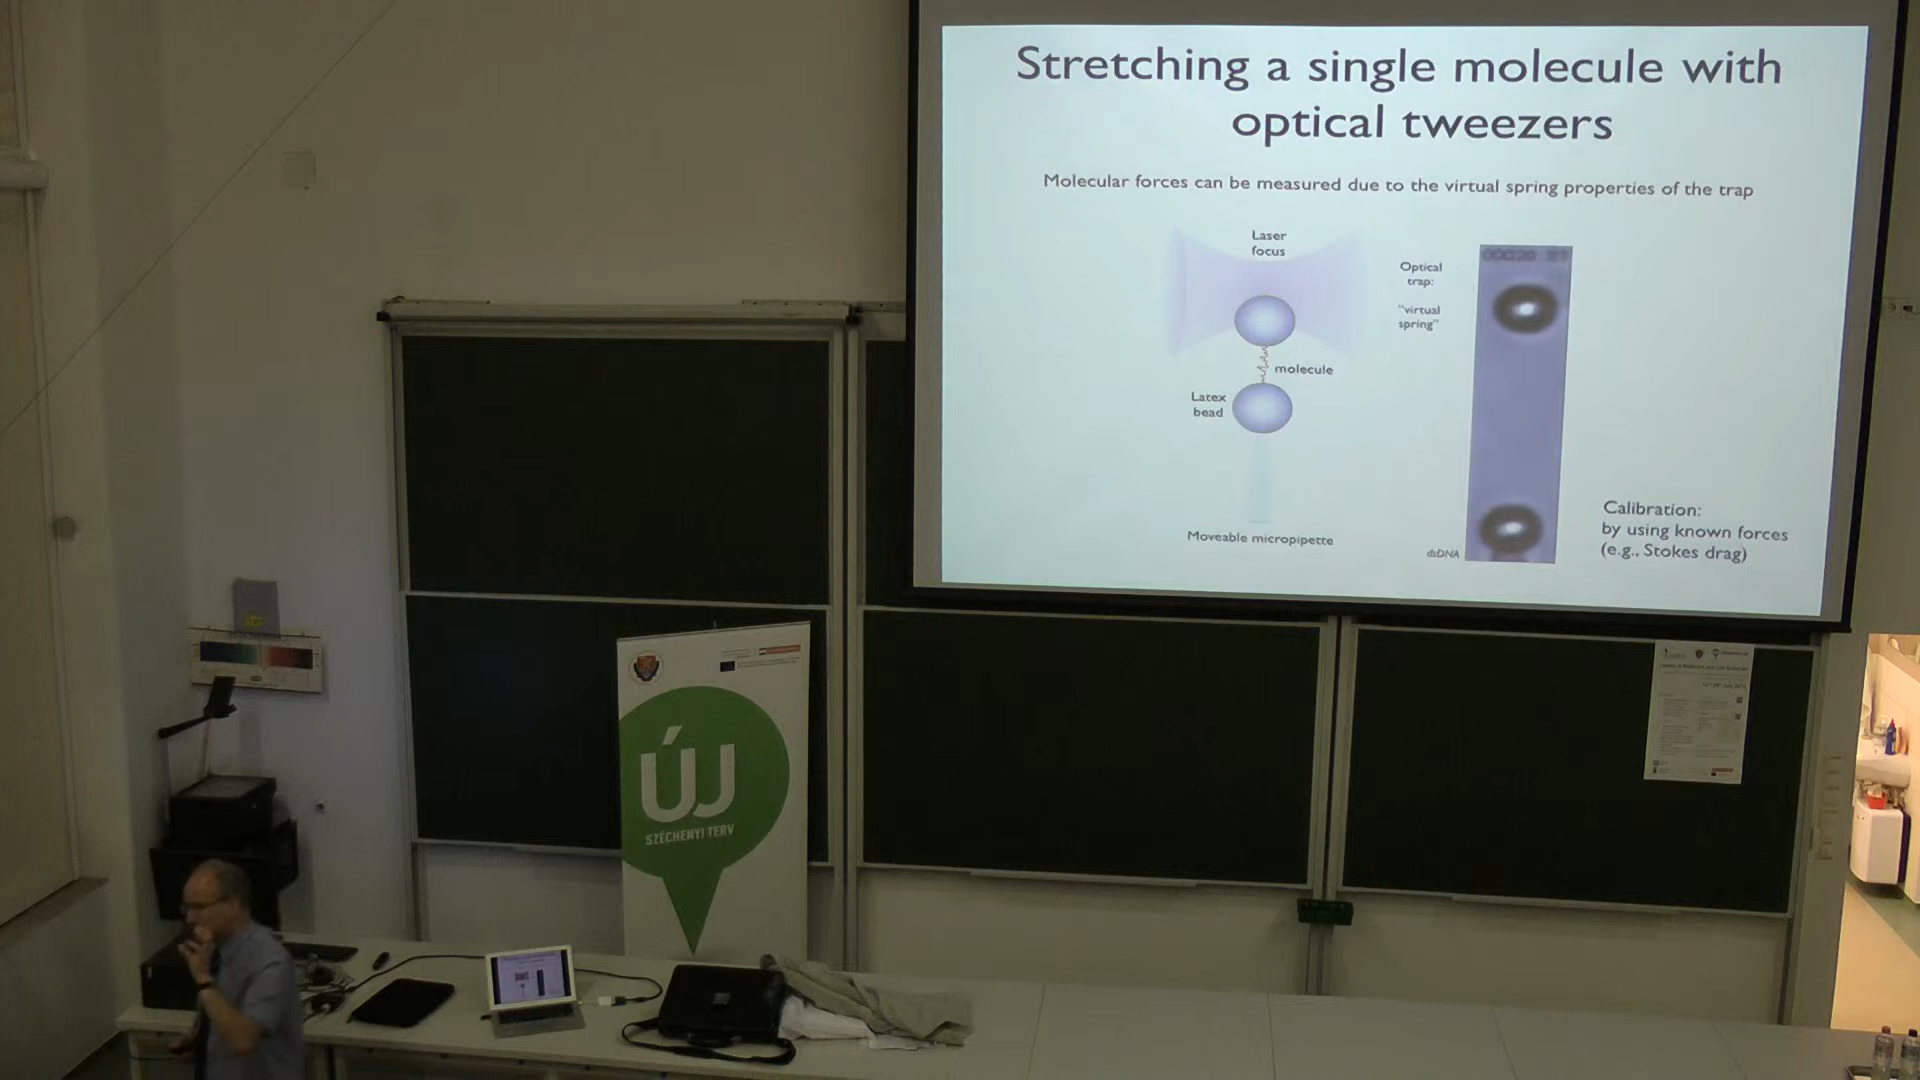 Stretching a single molecule with
optical tweezers
Molecular forces can be measured due to the virtual spring properties of the trap
Laser
focus
Optical
trap:
"virtual
spring"
molecule
Latex
bead
Moveable micropipette
dsDNA
Calibration:
by using known forces
(e.g., Stokes drag)
ÚJ
SZÉCHENYI TERV